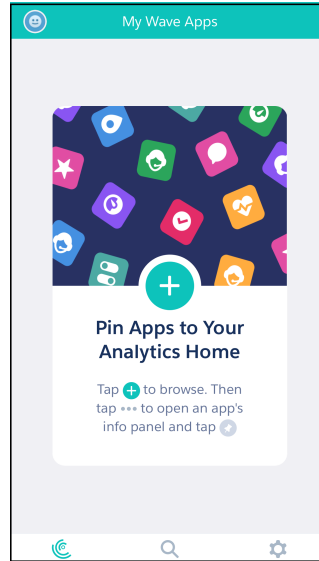 My Wave Apps
Pin Apps to Your
Analytics Home
Tap to browse. Then
tap ••• to open an app's
info panel and tap